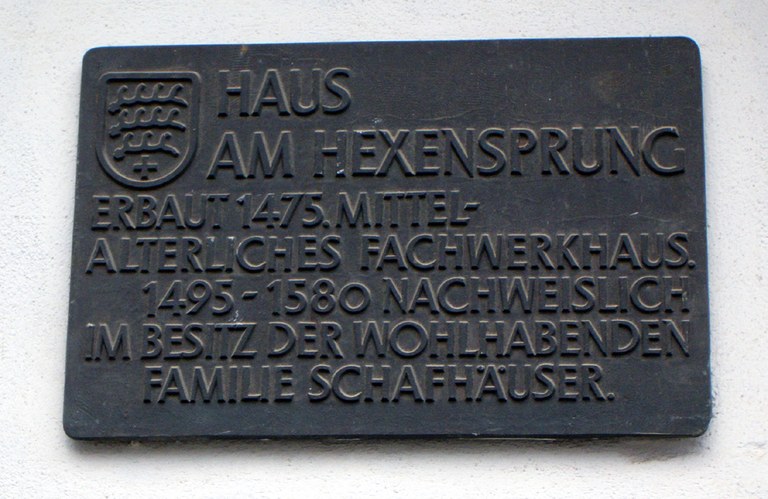 HAUS
AM HEXENSPRUNG
ERBAUT 1475. MITTEL-
ALTERLICHES FACHWERKHAUS.
1495-1580 NACHWEISLICH
IM BESITZ DER WOHLHABENDEN
FAMILIE SCHAFHÄUSER.